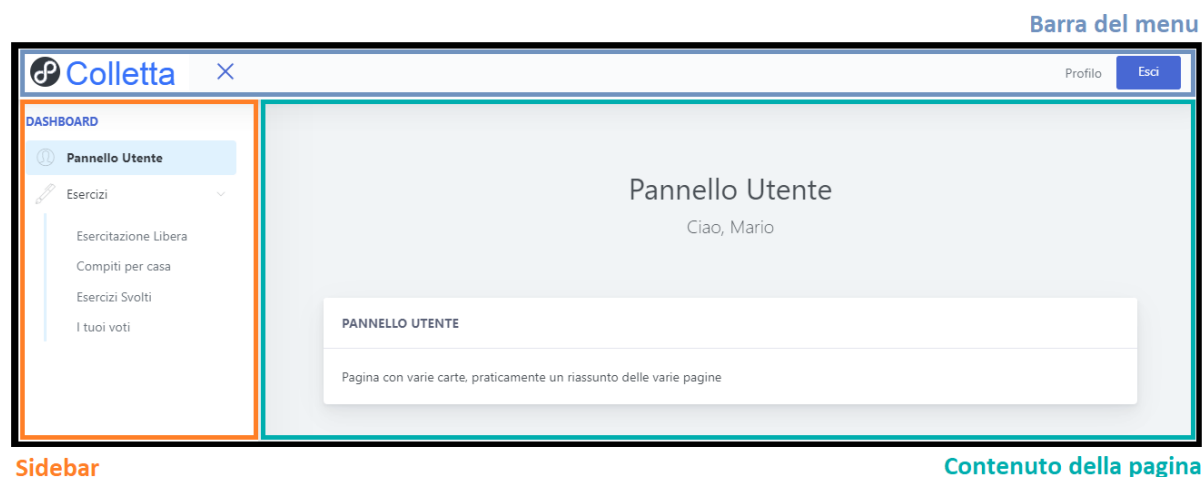 Barra del menu
Colletta
Profilo
Esci
DASHBOARD
Pannello Utente
Esercizi
Esercitazione Libera
Compiti per casa
Esercizi Svolti
I tuoi voti
Pannello Utente
Ciao, Mario
PANNELLO UTENTE
Pagina con varie carte, praticamente un riassunto delle varie pagine
Sidebar
Contenuto della pagina